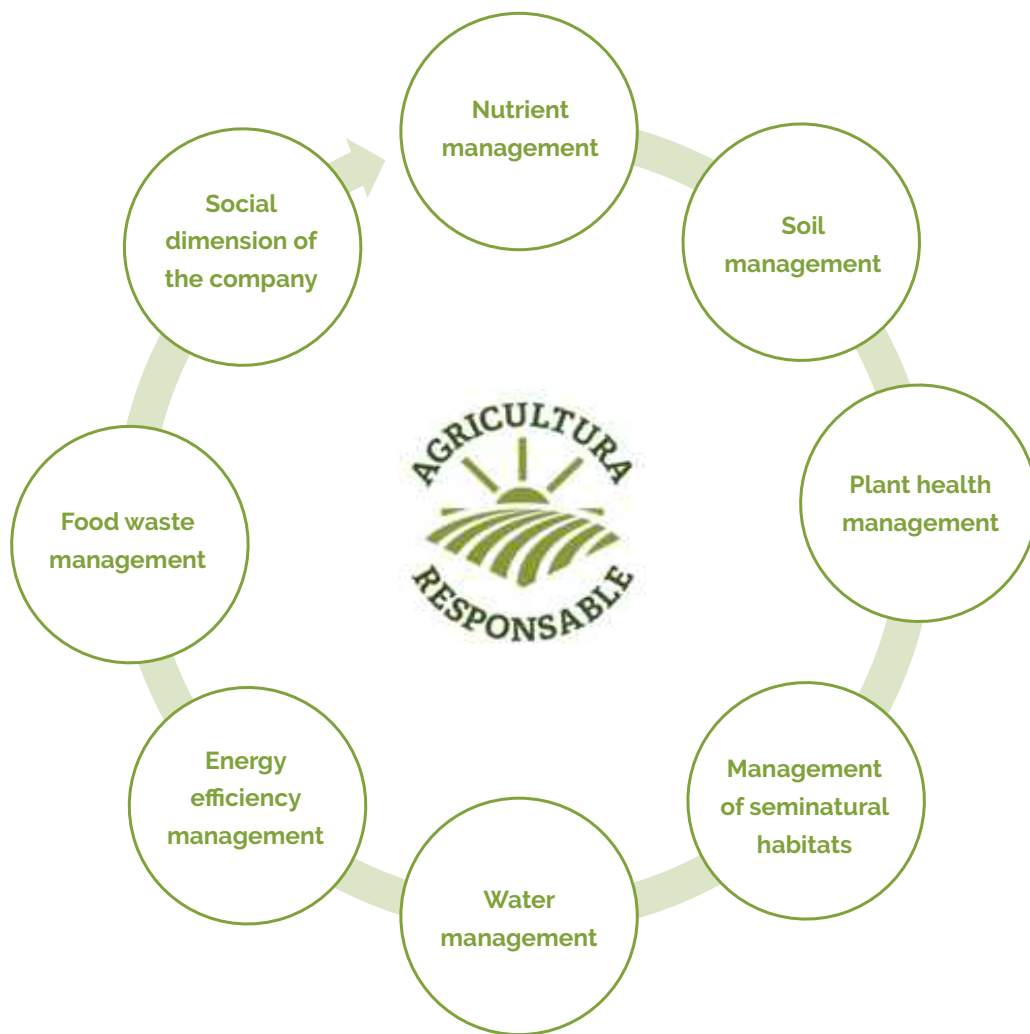 Nutrient
management
Soil
management
Plant health
management
Management
of seminatural
habitats
Water
management
Energy
efficiency
management
Food waste
management
Social
dimension of
the company
AGRICULTURA
RESPONSABLE